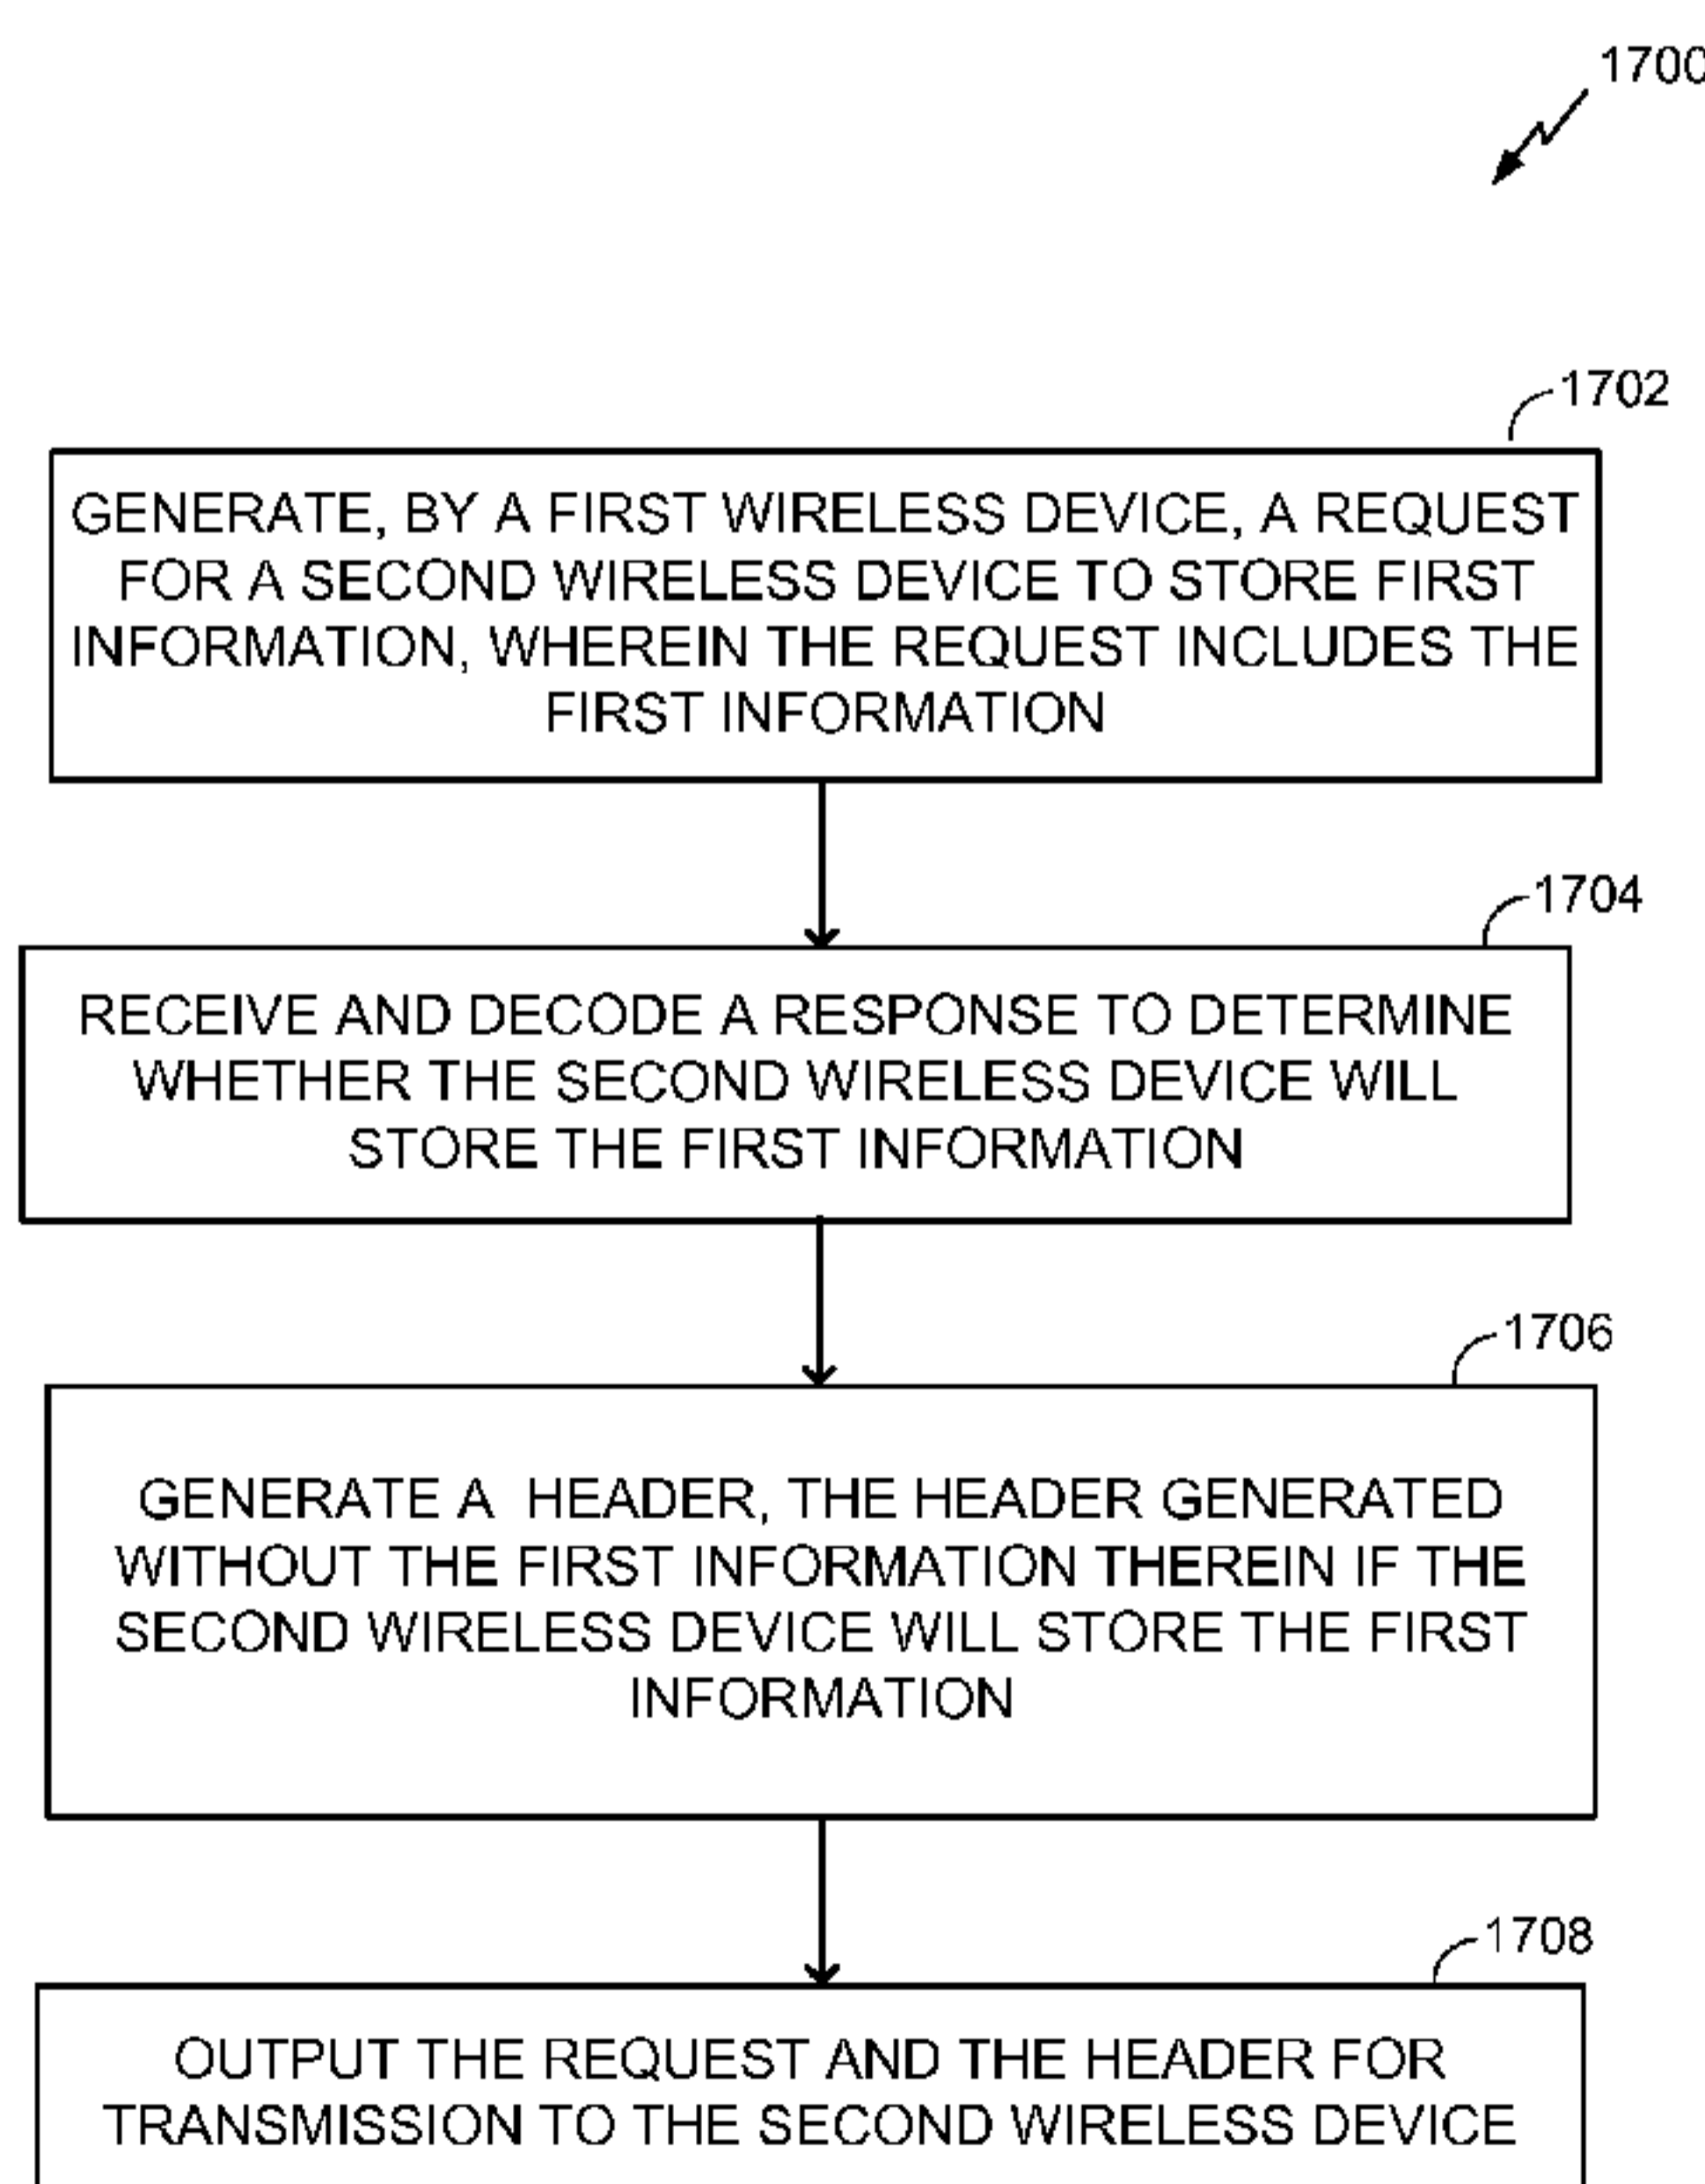 1700
1702
GENERATE, BY A FIRST WIRELESS DEVICE, A REQUEST
FOR A SECOND WIRELESS DEVICE TO STORE FIRST
INFORMATION, WHEREIN THE REQUEST INCLUDES THE
FIRST INFORMATION
1704
RECEIVE AND DECODE A RESPONSE TO DETERMINE
WHETHER THE SECOND WIRELESS DEVICE WILL
STORE THE FIRST INFORMATION
1706
GENERATE A HEADER, THE HEADER GENERATED
WITHOUT THE FIRST INFORMATION THEREIN IF THE
SECOND WIRELESS DEVICE WILL STORE THE FIRST
INFORMATION
1708
OUTPUT THE REQUEST AND THE HEADER FOR
TRANSMISSION TO THE SECOND WIRELESS DEVICE